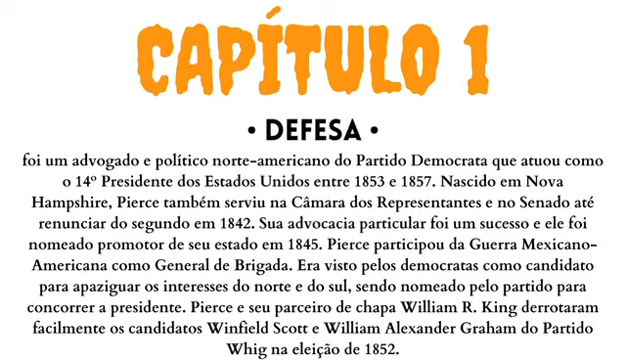 CAPÍTULO 1
• DEFESA •
foi um advogado e político norte-americano do Partido Democrata que atuou como
o 14º Presidente dos Estados Unidos entre 1853 e 1857. Nascido em Nova
Hampshire, Pierce também serviu na Câmara dos Representantes e no Senado até
renunciar do segundo em 1842. Sua advocacia particular foi um sucesso e ele foi
nomeado promotor de seu estado em 1845. Pierce participou da Guerra Mexicano-
Americana como General de Brigada. Era visto pelos democratas como candidato
para apaziguar os interesses do norte e do sul, sendo nomeado pelo partido para
concorrer a presidente. Pierce e seu parceiro de chapa William R. King derrotaram
facilmente os candidatos Winfield Scott e William Alexander Graham do Partido
Whig na eleição de 1852.